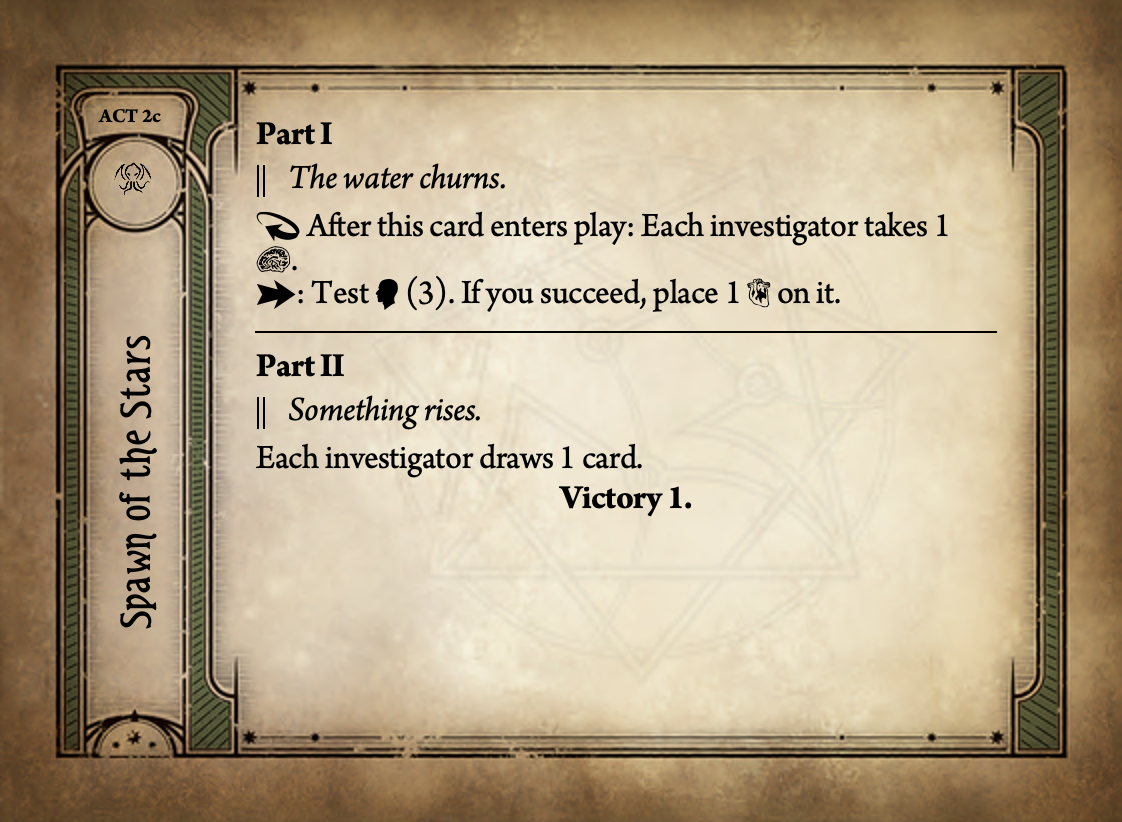 ACT 2c
Spawn of the Stars
Part I
The water churns.
After this card enters play: Each investigator takes 1
.
: Test (3). If you succeed, place 1 on it.
Part II
Something rises.
Each investigator draws 1 card.
Victory 1.